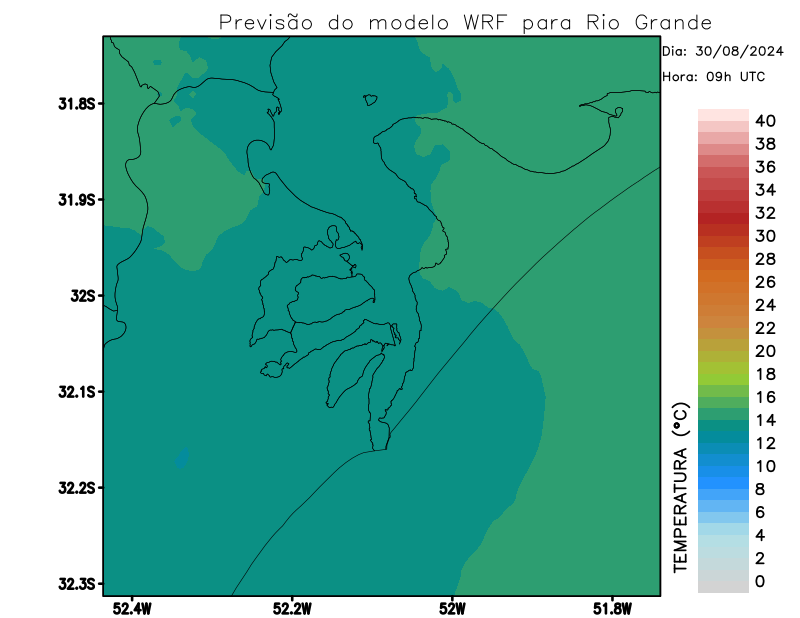 Previsão do modelo WRF para Rio Grande
Dia: 30/08/2024
Hora: 09h UTC
31.8S
31.9S
32S
32.1S
32.2S
32.3S
52.4W
52.2W
52W
51.8W
TEMPERATURA (°C)
40
38
36
34
32
30
28
26
24
22
20
18
16
14
12
10
8
6
4
2
0